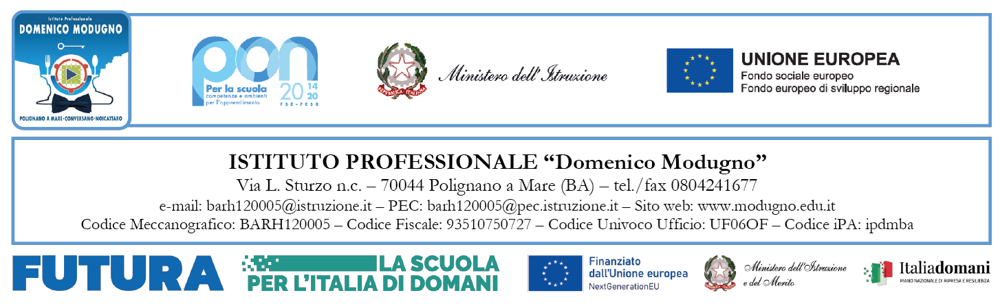 Istituto Professionale
DOMENICO MODUGNO
POLIGNANO A MARE-CONVERSANO-NOICATTARO
pon
Per la scuola
competenze e ambienti
per l'apprendimento
2014
20
FSE-FESR
REPVBBLICA ITALIANA
Ministero dell'Istruzione
UNIONE EUROPEA
Fondo sociale europeo
Fondo europeo di sviluppo regionale
ISTITUTO PROFESSIONALE “Domenico Modugno”
Via L. Sturzo n.c. – 70044 Polignano a Mare (BA) – tel./fax 0804241677
e-mail: barh120005@istruzione.it – PEC: barh120005@pec.istruzione.it – Sito web: www.modugno.edu.it
Codice Meccanografico: BARH120005 – Codice Fiscale: 93510750727 – Codice Univoco Ufficio: UF06OF – Codice iPA: ipdmba
FUTURA
LA SCUOLA
PER L'ITALIA DI DOMANI
Finanziato
dall'Unione europea
NextGenerationEU
Ministero dell'Istruzione
e del Merito
Italiadomani
PIANO NAZIONALE DI RIPRESA E RESILIENZA